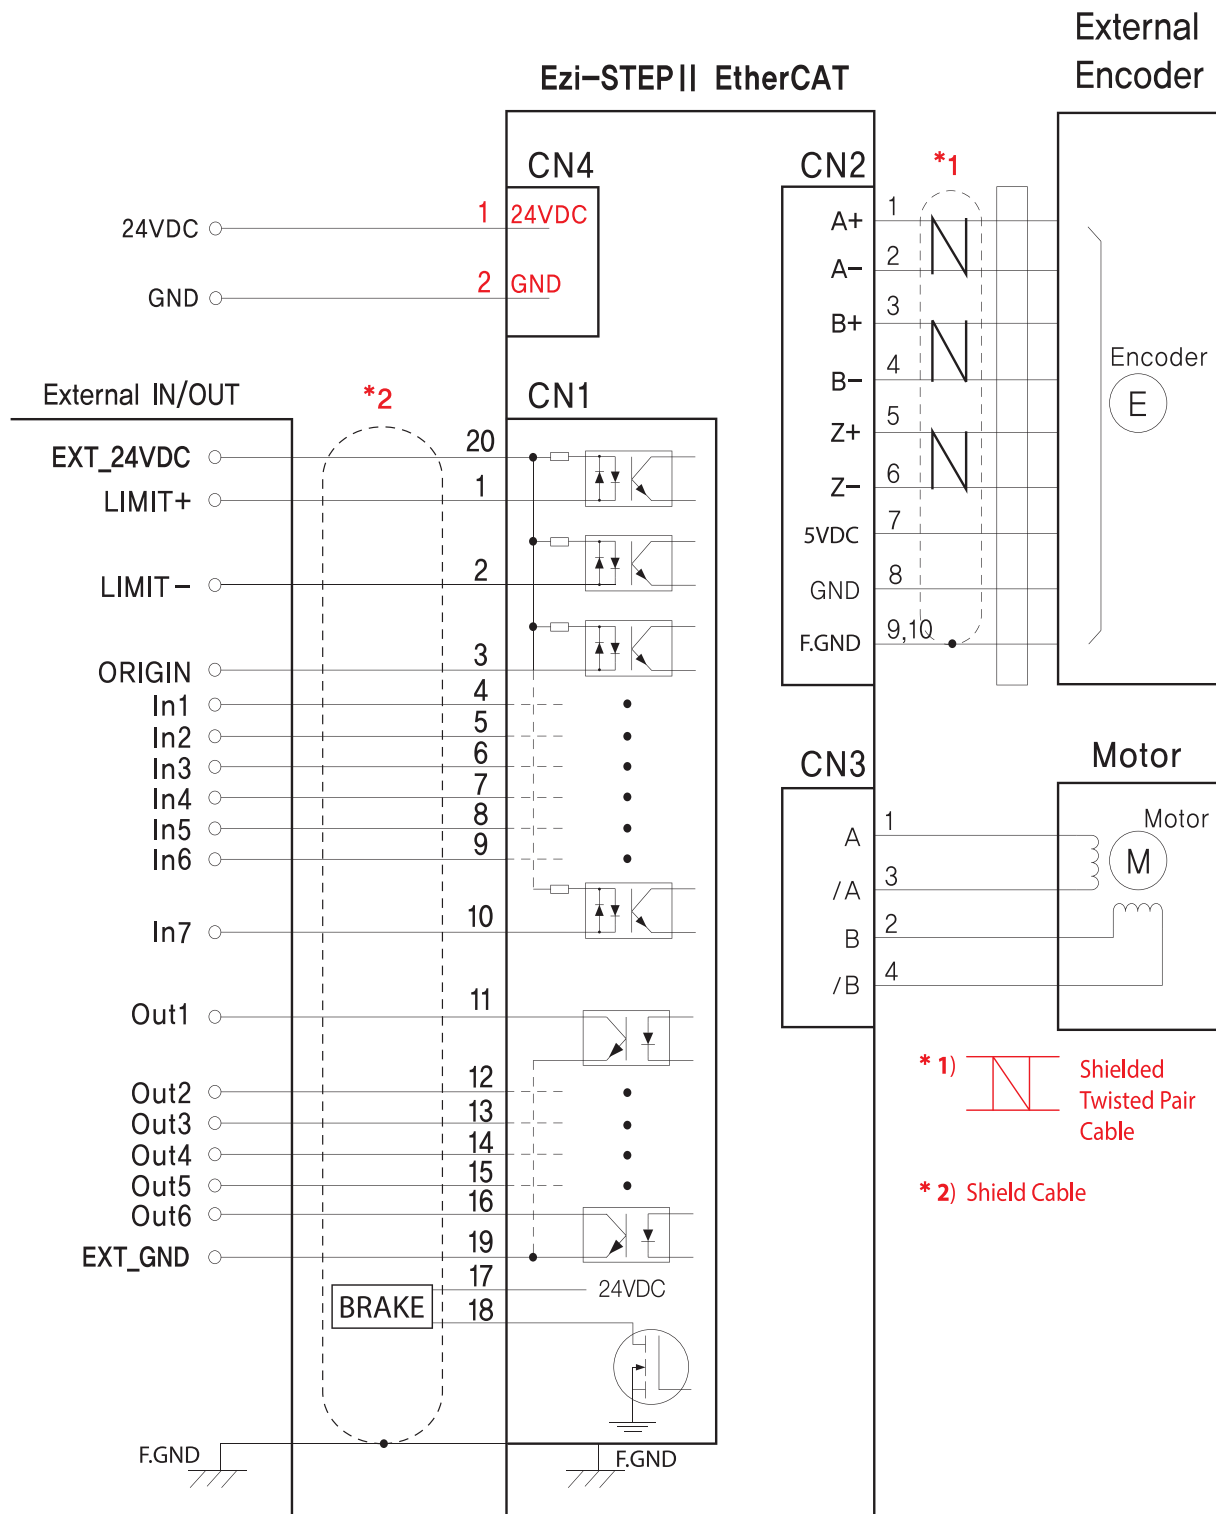 External
Encoder
Ezi-STEPⅡ EtherCAT
CN4
1 24VDC
24VDC
2 GND
GND
CN2
*1
A+ 1
A- 2
B+ 3
B- 4
Z+ 5
Z- 6
5VDC 7
GND 8
F.GND 9,10
Encoder
E
External IN/OUT
*2
CN1
EXT_24VDC 20
LIMIT+ 1
LIMIT- 2
ORIGIN 3
In1 4
In2 5
In3 6
In4 7
In5 8
In6 9
In7 10
Out1 11
Out2 12
Out3 13
Out4 14
Out5 15
Out6 16
EXT_GND 19
17 24VDC
BRAKE 18
F.GND
F.GND
CN3
Motor
A 1
/A 3
B 2
/B 4
Motor
M
* 1) Shielded
Twisted Pair
Cable
* 2) Shield Cable